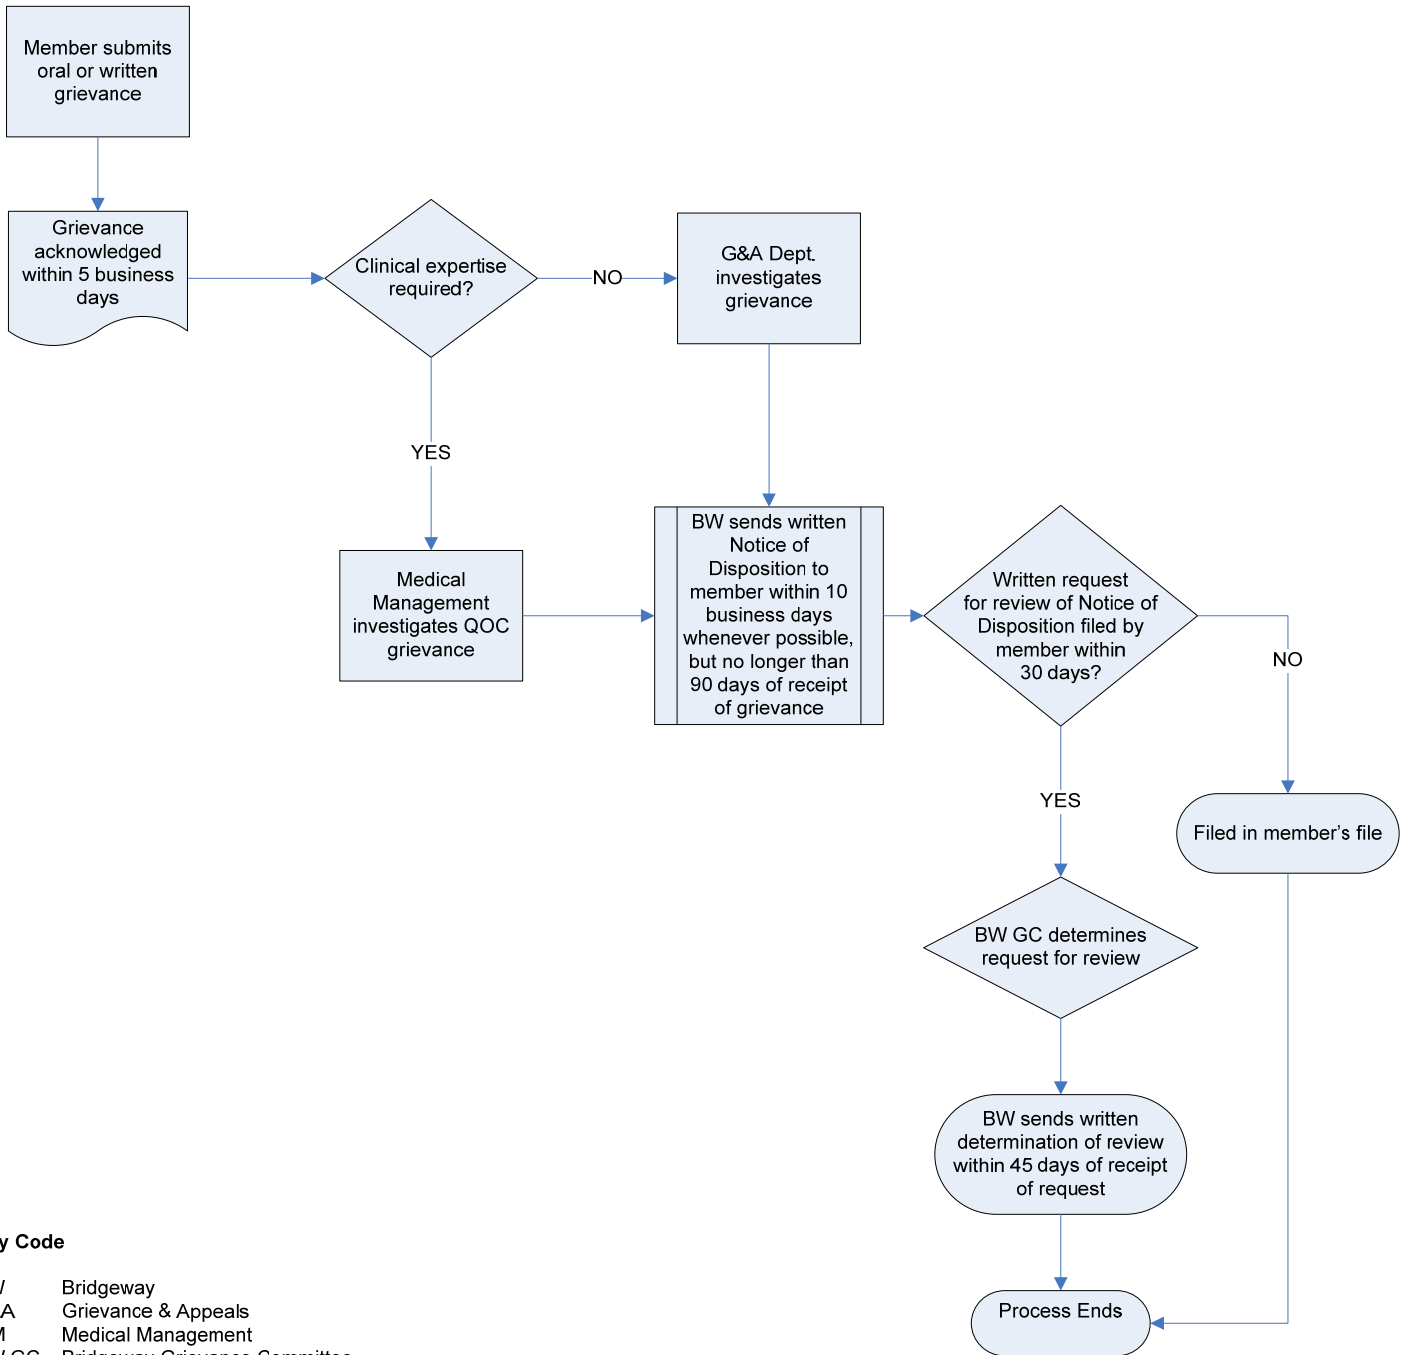 Member submits
oral or written
grievance
Grievance
acknowledged
within 5 business
days
Clinical expertise
required?
NO
G&A Dept.
investigates
grievance
YES
Medical
Management
investigates QOC
grievance
BW sends written
Notice of
Disposition to
member within 10
business days
whenever possible,
but no longer than
90 days of receipt
of grievance
Written request
for review of Notice of
Disposition filed by
member within
30 days?
NO
YES
Filed in member’s file
BW GC determines
request for review
BW sends written
determination of review
within 45 days of receipt
of request
Process Ends
y Code
Bridgeway
A Grievance & Appeals
Medical Management
GC Bridgeway Grievance Committee